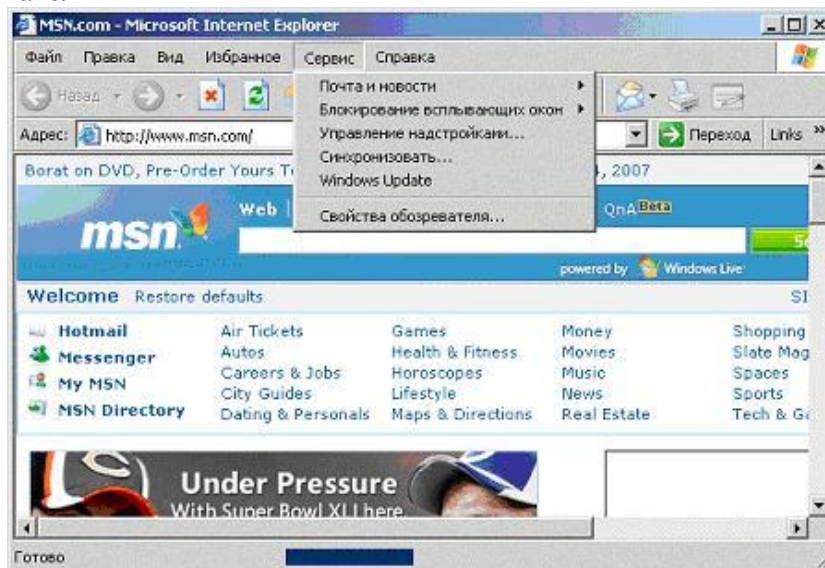 MSN.com - Microsoft Internet Explorer
Файл Правка Вид Избранное Сервис Справка
Назад
Почта и новости
Блокирование всплывающих окон
Управление надстройками...
Синхронизовать...
Windows Update
Свойства обозревателя...
Адрес: http://www.msn.com/ Переход Links »
Borat on DVD, Pre-Order Yours 4, 2007
msn Web QnA Beta
powered by Windows Live
Welcome Restore defaults
Hotmail Air Tickets Games Money Shopping
Messenger Autos Health & Fitness Movies Slate Mag
My MSN Careers & Jobs Horoscopes Music Spaces
City Guides Lifestyle News Sports
MSN Directory Dating & Personals Maps & Directions Real Estate Tech &
Under Pressure
With Super Bowl XLI here
Готово